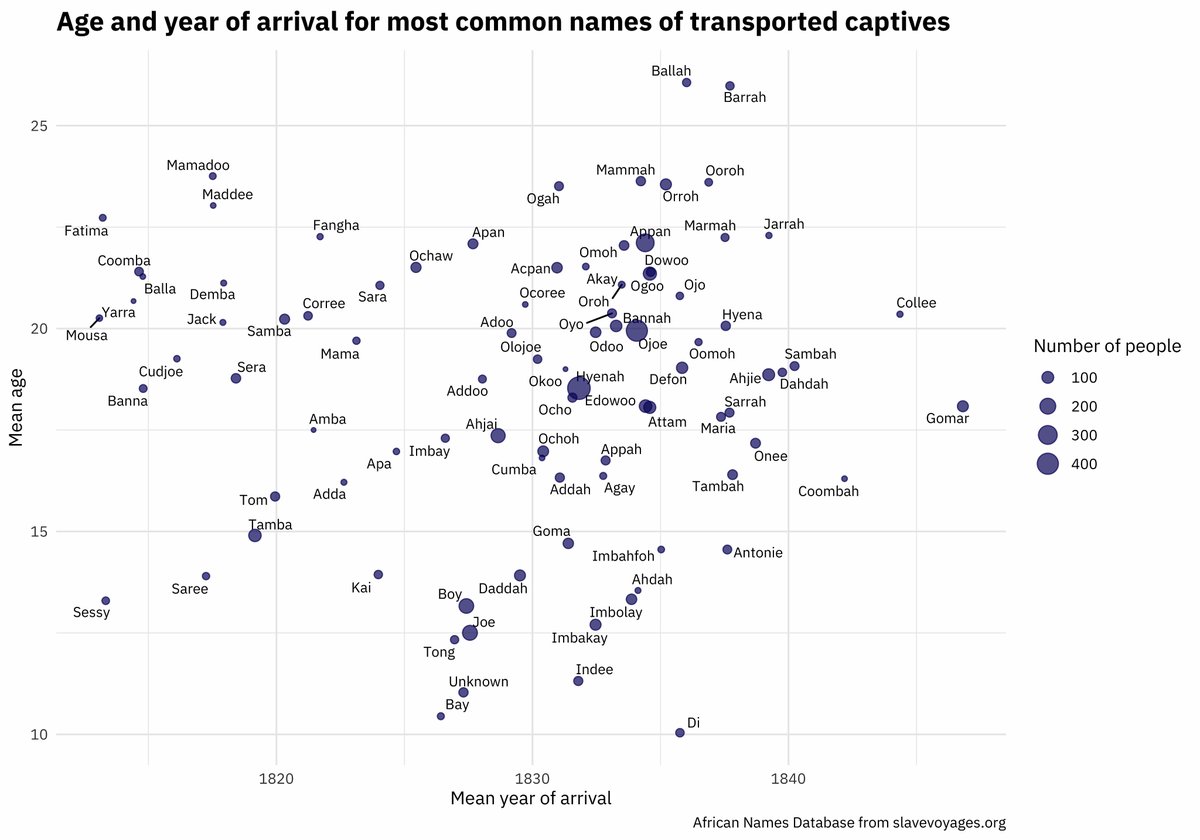 Age and year of arrival for most common names of transported captives
Ballah
Barrah
25
Mamadoo
Maddee
Mammah
Ooroh
Ogah
Orroh
Fatima
Fangha
Apan
Appan
Marmah
Jarrah
Omoh
Ochaw
Dowoo
Coomba
Acpan
Akay
Ogoo
Ojo
Balla
Demba
Sara
Ocoree
Oroh
Corree
Collee
Yarra
Jack
Samba
Adoo
Oyo
Bannah
Hyena
20
Mousa
Mama
Olojoe
Odoo
Ojoe
Oomoh
Sambah
Cudjoe
Sera
Okoo
Hyenah
Defon
Ahjie
Dahdah
Addoo
Banna
Ocho
Edowoo
Sarrah
Gomar
Amba
Ahjai
Attam
Maria
Imbay
Ochoh
Appah
Onee
Apa
Cumba
Adda
Addah
Agay
Tambah
Coombah
Tom
Tamba
15
Goma
Imbahfoh
Antonie
Saree
Kai
Daddah
Ahdah
Sessy
Boy
Imbolay
Joe
Imbakay
Tong
Indee
Unknown
Bay
Di
10
1820
1830
1840
Mean age
Mean year of arrival
Number of people
100
200
300
400
African Names Database from slavevoyages.org